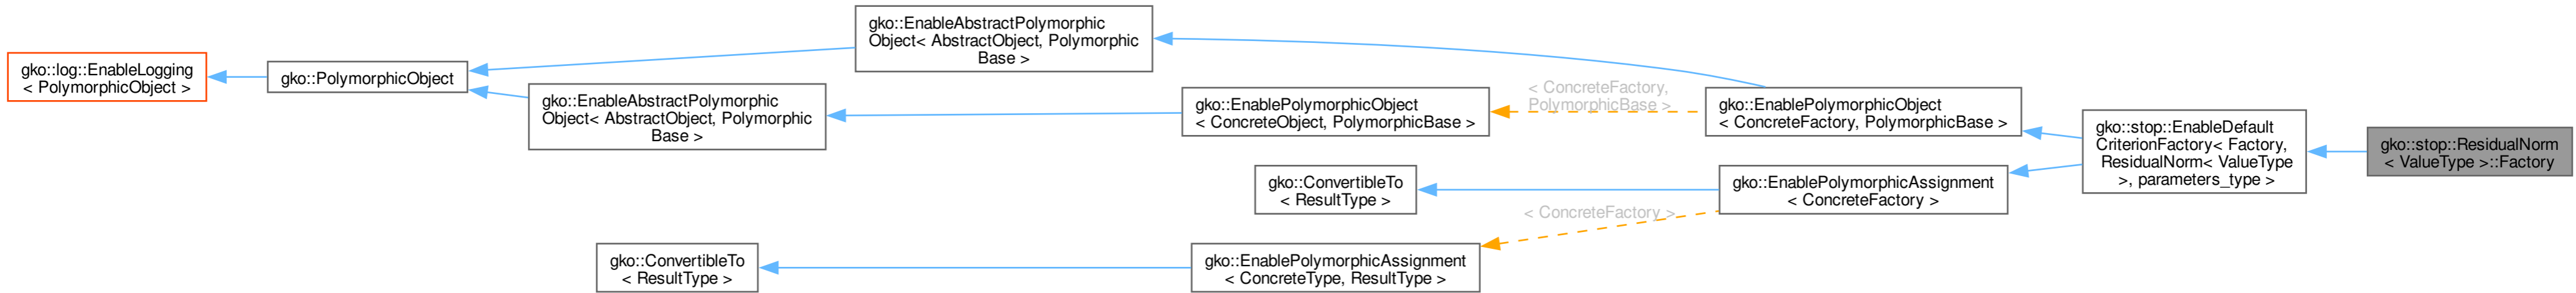 gko::log::EnableLogging
< PolymorphicObject >
gko::PolymorphicObject
gko::EnableAbstractPolymorphic
Object< AbstractObject, Polymorphic
Base >
gko::EnableAbstractPolymorphic
Object< AbstractObject, Polymorphic
Base >
gko::EnablePolymorphicObject
< ConcreteObject, PolymorphicBase >
< ConcreteFactory,
PolymorphicBase >
gko::EnablePolymorphicObject
< ConcreteFactory, PolymorphicBase >
gko::ConvertibleTo
< ResultType >
gko::EnablePolymorphicAssignment
< ConcreteFactory >
< ConcreteFactory >
gko::ConvertibleTo
< ResultType >
gko::EnablePolymorphicAssignment
< ConcreteType, ResultType >
gko::stop::EnableDefault
CriterionFactory< Factory,
ResidualNorm< ValueType
>, parameters_type >
gko::stop::ResidualNorm
< ValueType >::Factory